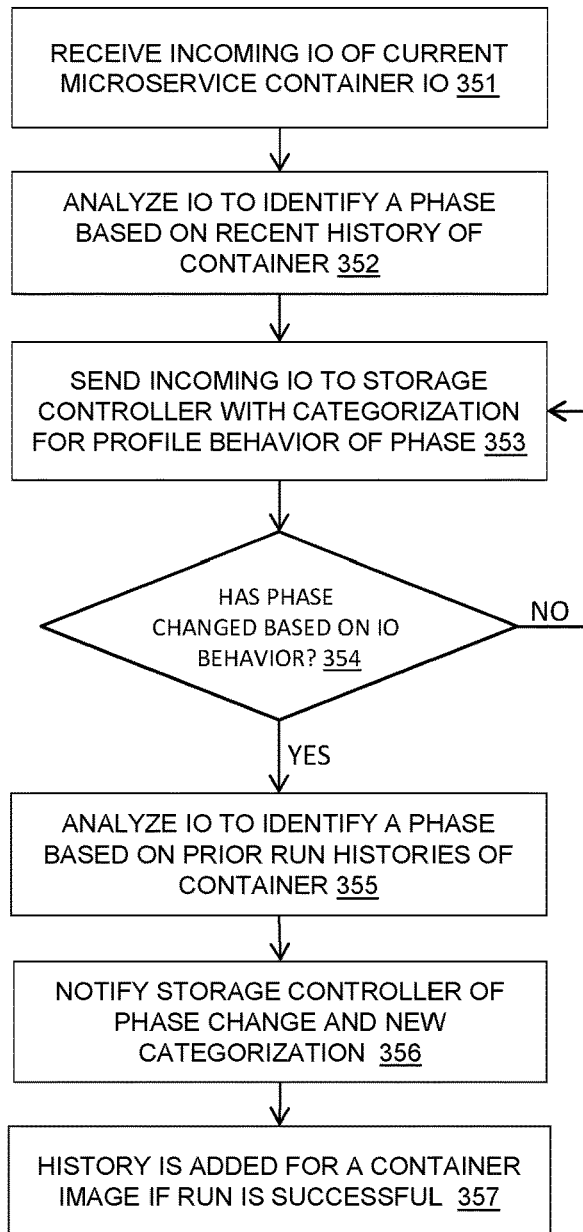 RECEIVE INCOMING IO OF CURRENT
MICROSERVICE CONTAINER IO 351
ANALYZE IO TO IDENTIFY A PHASE
BASED ON RECENT HISTORY OF
CONTAINER 352
SEND INCOMING IO TO STORAGE
CONTROLLER WITH CATEGORIZATION
FOR PROFILE BEHAVIOR OF PHASE 353
HAS PHASE
CHANGED BASED ON IO
BEHAVIOR? 354
NO
YES
ANALYZE IO TO IDENTIFY A PHASE
BASED ON PRIOR RUN HISTORIES OF
CONTAINER 355
NOTIFY STORAGE CONTROLLER OF
PHASE CHANGE AND NEW
CATEGORIZATION 356
HISTORY IS ADDED FOR A CONTAINER
IMAGE IF RUN IS SUCCESSFUL 357